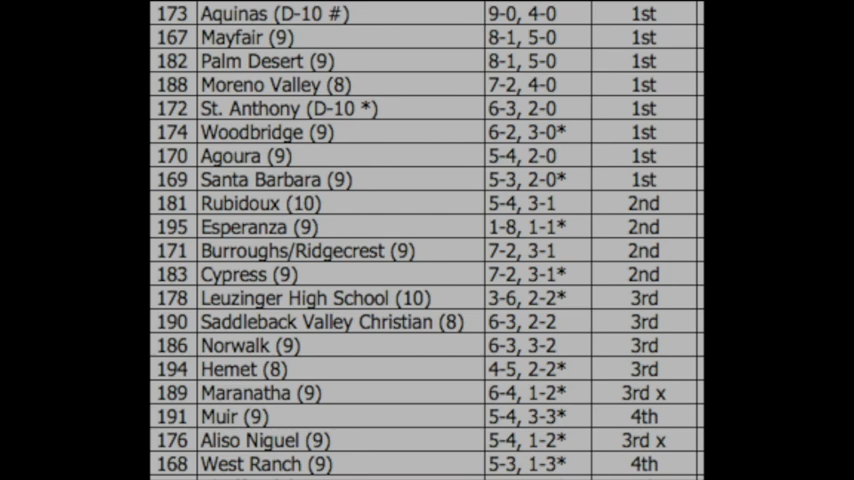 173 Aquinas (D-10 #) 9-0, 4-0 1st
167 Mayfair (9) 8-1, 5-0 1st
182 Palm Desert (9) 8-1, 5-0 1st
188 Moreno Valley (8) 7-2, 4-0 1st
172 St. Anthony (D-10 *) 6-3, 2-0 1st
174 Woodbridge (9) 6-2, 3-0* 1st
170 Agoura (9) 5-4, 2-0 1st
169 Santa Barbara (9) 5-3, 2-0* 1st
181 Rubidoux (10) 5-4, 3-1 2nd
195 Esperanza (9) 1-8, 1-1* 2nd
171 Burroughs/Ridgecrest (9) 7-2, 3-1 2nd
183 Cypress (9) 7-2, 3-1* 2nd
178 Leuzinger High School (10) 3-6, 2-2* 3rd
190 Saddleback Valley Christian (8) 6-3, 2-2 3rd
186 Norwalk (9) 6-3, 3-2 3rd
194 Hemet (8) 4-5, 2-2* 3rd
189 Maranatha (9) 6-4, 1-2* 3rd x
191 Muir (9) 5-4, 3-3* 4th
176 Aliso Niguel (9) 5-4, 1-2* 3rd x
168 West Ranch (9) 5-3, 1-3* 4th